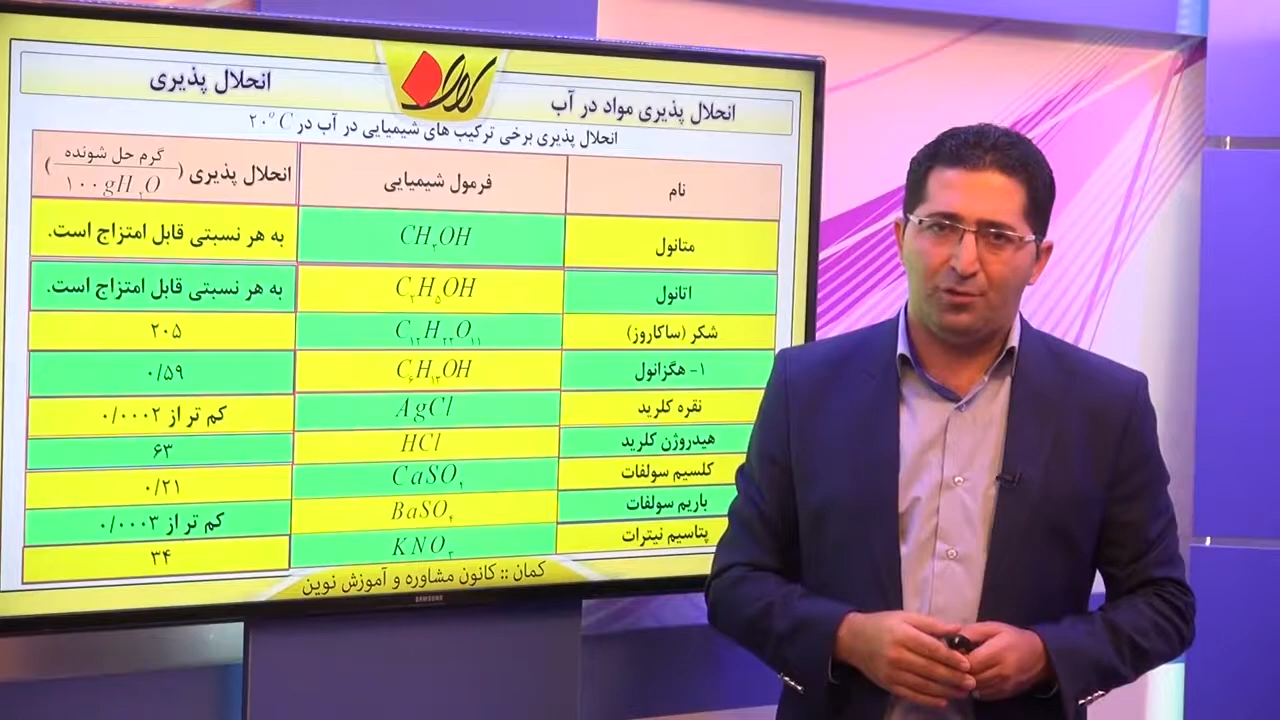 انحلال پذیری مواد در آب
انحلال پذیری
انحلال پذیری برخی ترکیب های شیمیایی در آب در ۲۰°C
نام
فرمول شیمیایی
انحلال پذیری (گرم حل شونده / ۱۰۰gH₂O)
متانول
CH₃OH
به هر نسبتی قابل امتزاج است.
اتانول
C₂H₅OH
به هر نسبتی قابل امتزاج است.
شکر (ساکاروز)
C₁₂H₂₂O₁₁
۲۰۵
۱- هگزانول
C₆H₁₃OH
۰/۵۹
نقره کلرید
AgCl
کم تر از ۰/۰۰۰۲
هیدروژن کلرید
HCl
۶۳
کلسیم سولفات
CaSO₄
۰/۲۱
باریم سولفات
BaSO₄
کم تر از ۰/۰۰۰۳
پتاسیم نیترات
KNO₃
۳۴
کمان :: کانون مشاوره و آموزش نوین
SAMSUNG